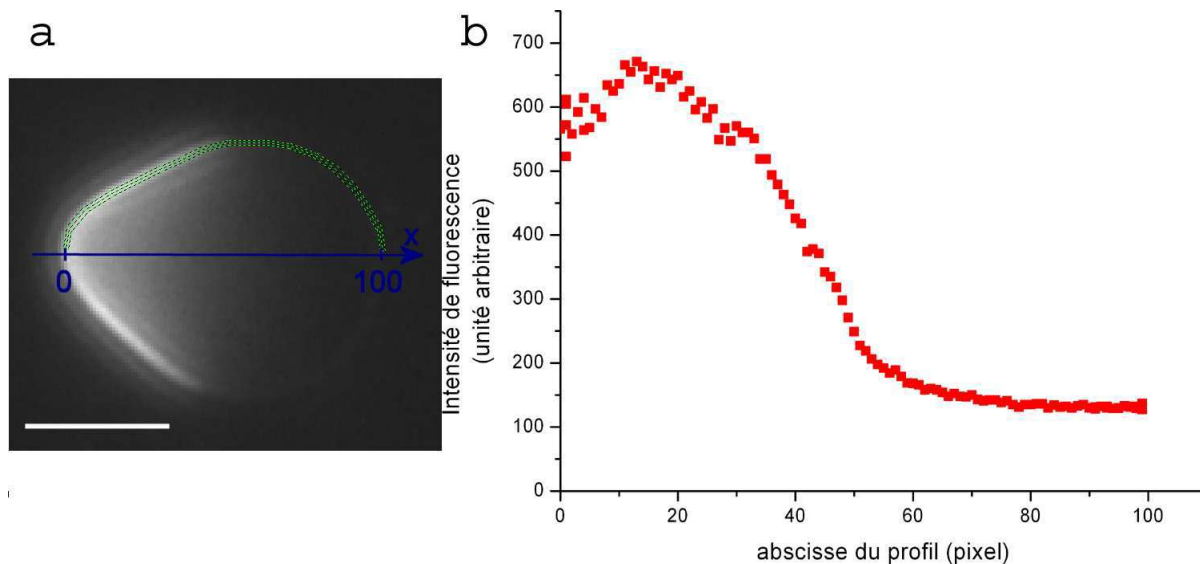 a
x
0
100
b
Intensité de fluorescence
(unité arbitraire)
700
600
500
400
300
200
100
0
0
20
40
60
80
100
abscisse du profil (pixel)